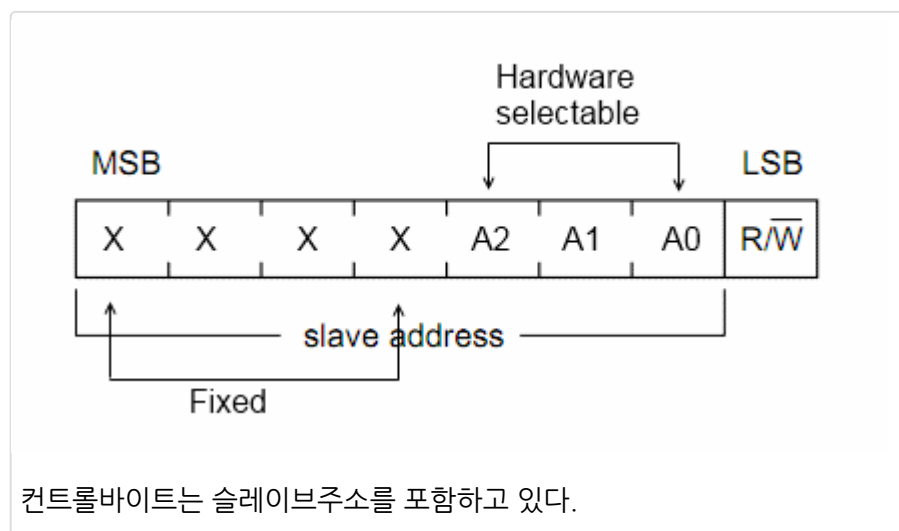 Hardware
selectable
MSB LSB
X X X X A2 A1 A0 R/W̅
slave address
Fixed
컨트롤바이트는 슬레이브주소를 포함하고 있다.